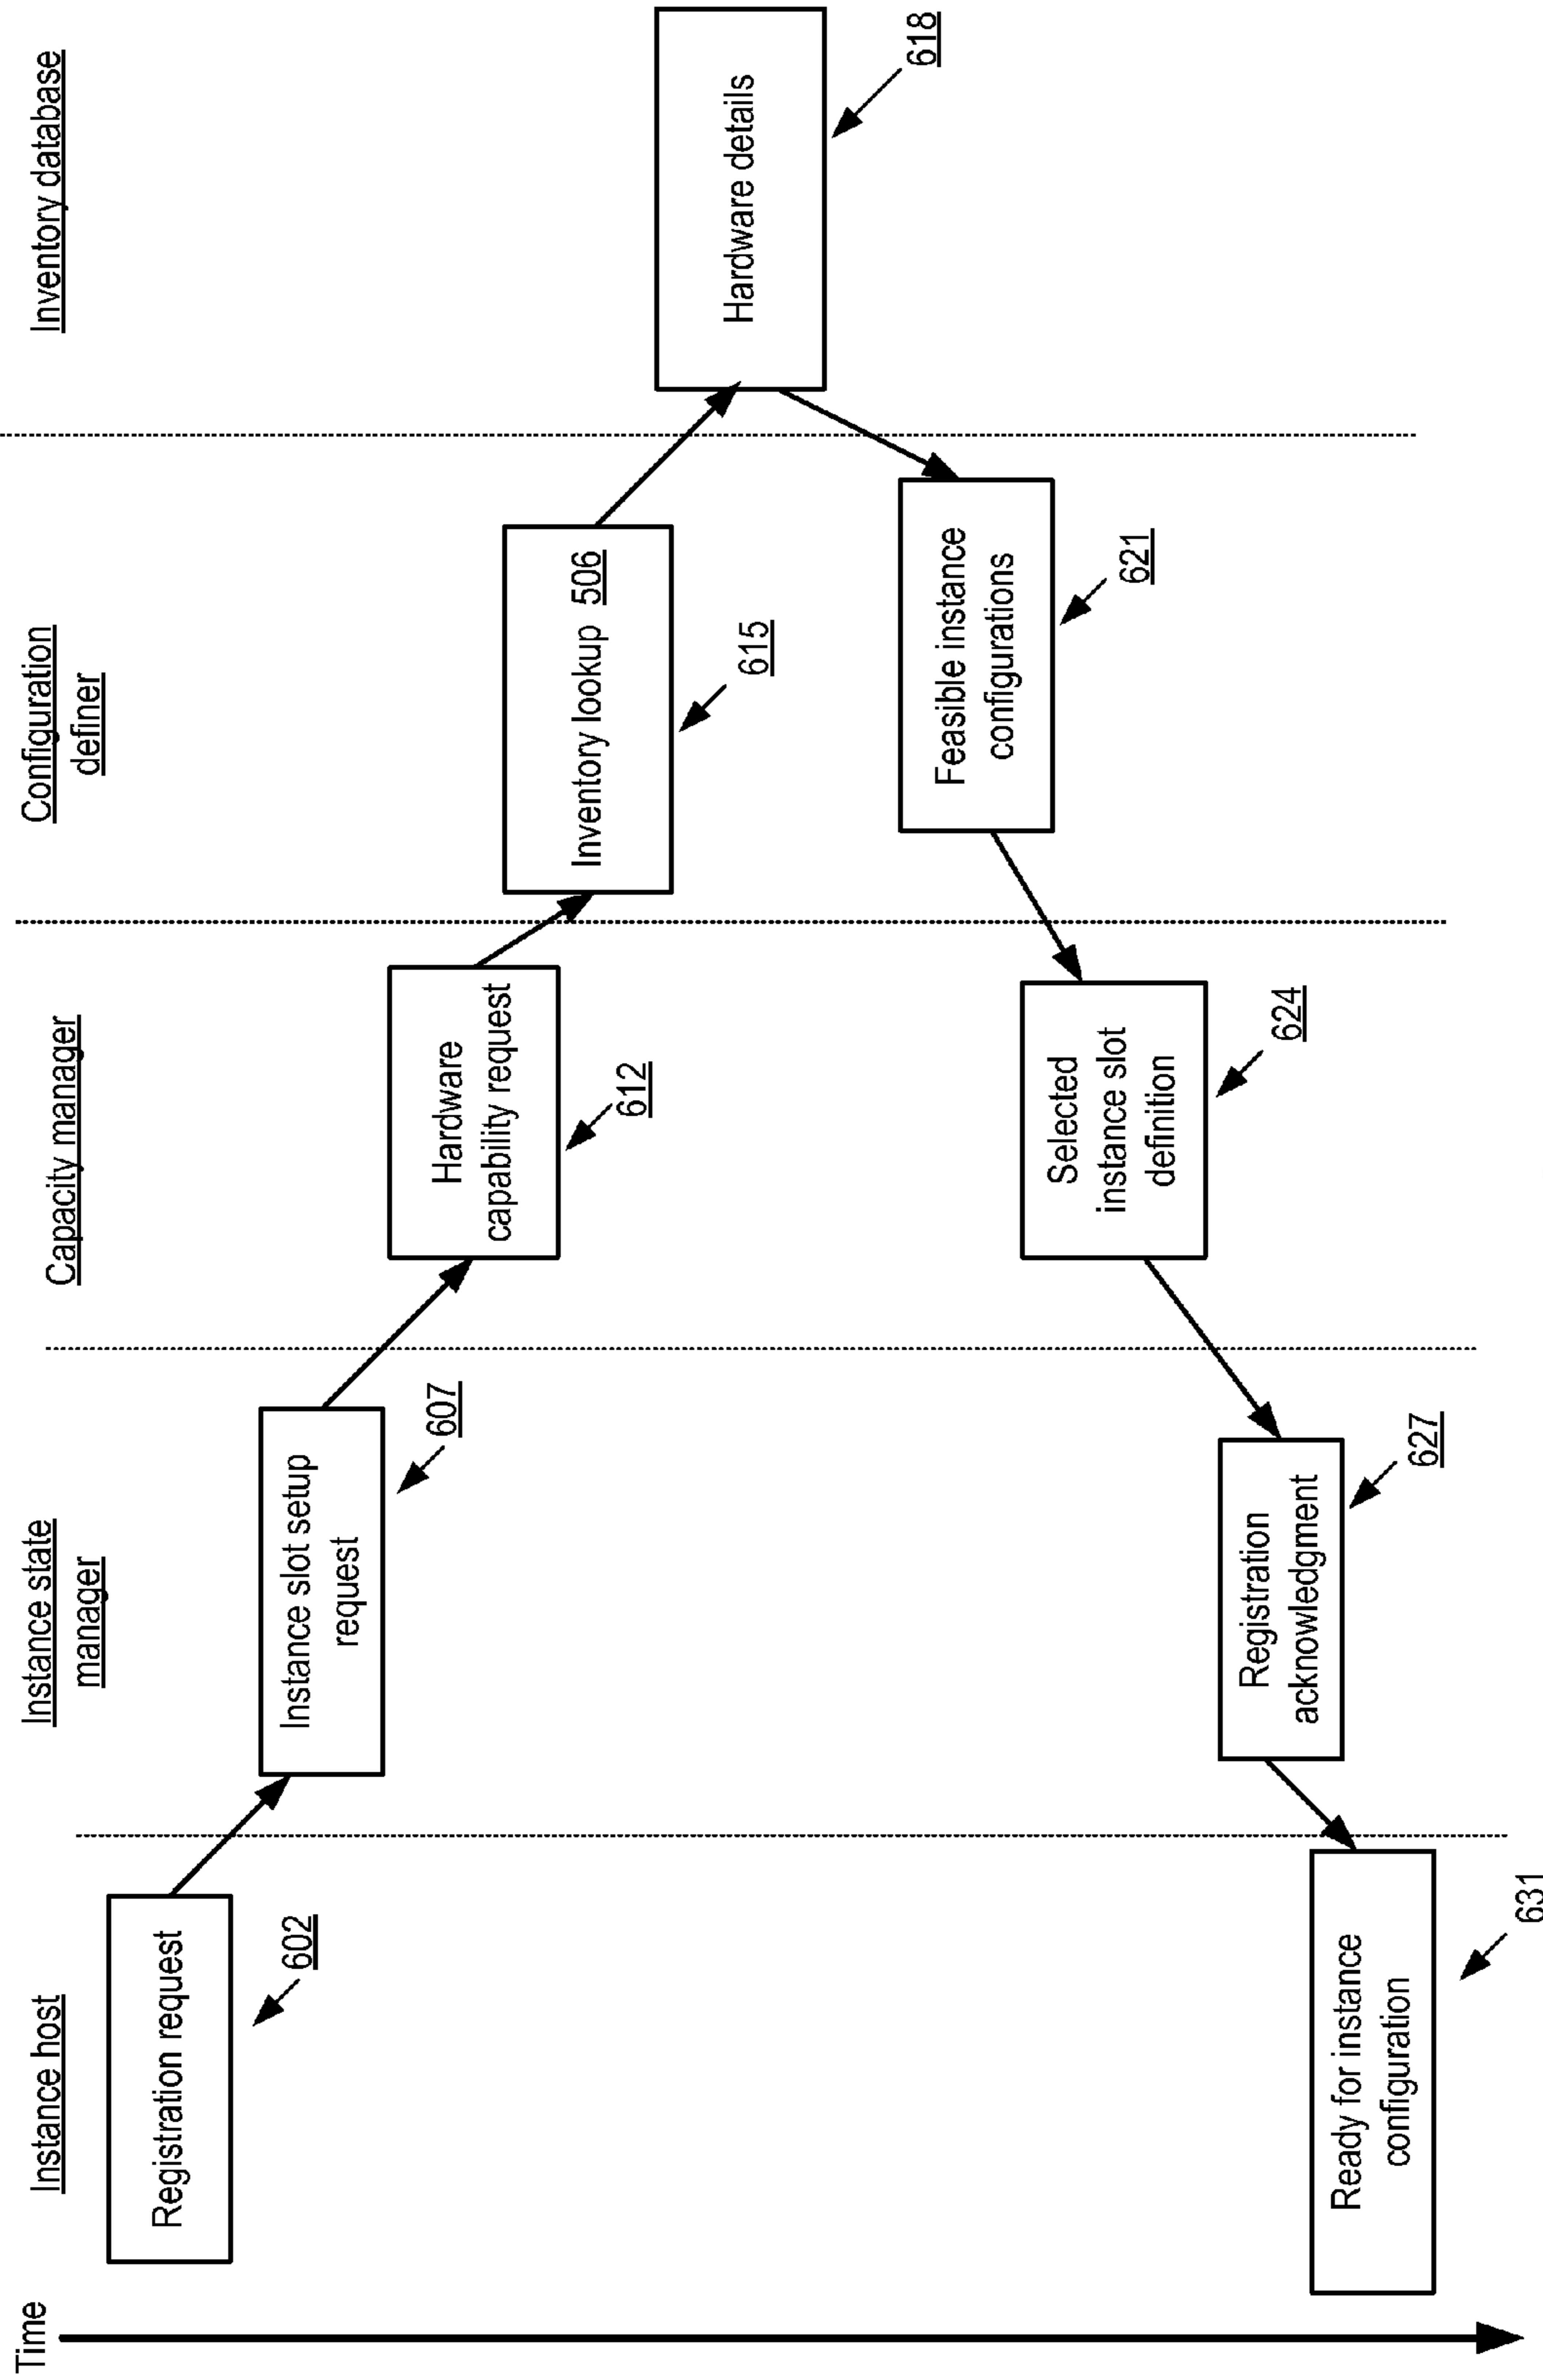 Time
Instance host
Instance state
manager
Capacity manager
Configuration
definer
Inventory database
Registration request
602
Instance slot setup
request
607
Hardware
capability request
612
Inventory lookup 506
615
Hardware details
618
Feasible instance
configurations
621
Selected
instance slot
definition
624
Registration
acknowledgment
627
Ready for instance
configuration
631